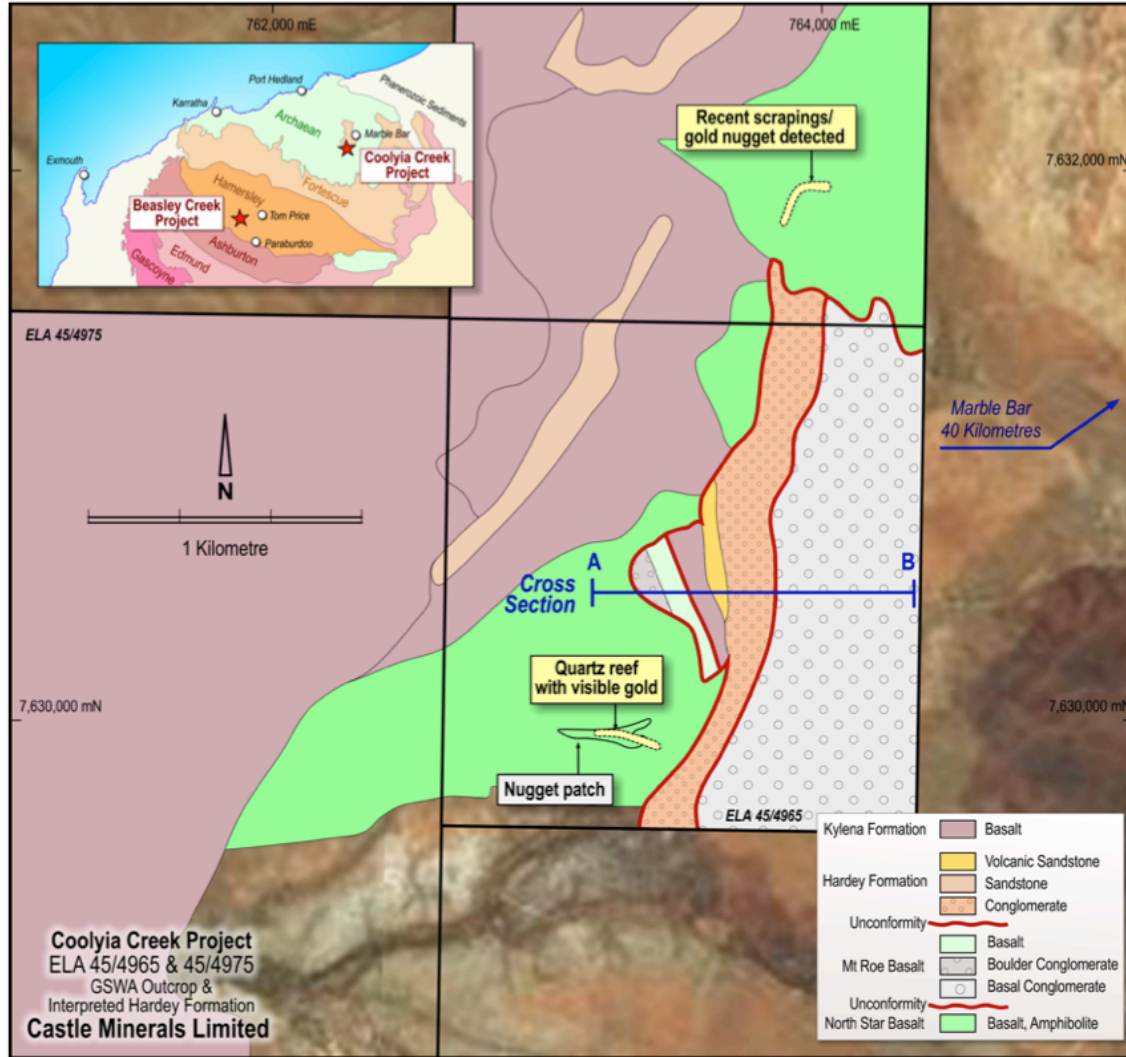 762,000 mE
764,000 mE
Port Hedland
Karratha
Phanerozoic Sediments
Archaean
Marble Bar
Exmouth
Coolyia Creek
Project
Fortescue
Hamersley
Beasley Creek
Project
Tom Price
Paraburdoo
Ashburton
Edmund
Gascoyne
Recent scrapings/
gold nugget detected
7,632,000 mN
ELA 45/4975
N
1 Kilometre
Marble Bar
40 Kilometres
A
B
Cross
Section
Quartz reef
with visible gold
Nugget patch
7,630,000 mN
7,630,000 mN
ELA 45/4965
Kylena Formation
Basalt
Volcanic Sandstone
Hardey Formation
Sandstone
Conglomerate
Unconformity
Basalt
Mt Roe Basalt
Boulder Conglomerate
Basal Conglomerate
Unconformity
North Star Basalt
Basalt, Amphibolite
Coolyia Creek Project
ELA 45/4965 & 45/4975
GSWA Outcrop &
Interpreted Hardey Formation
Castle Minerals Limited